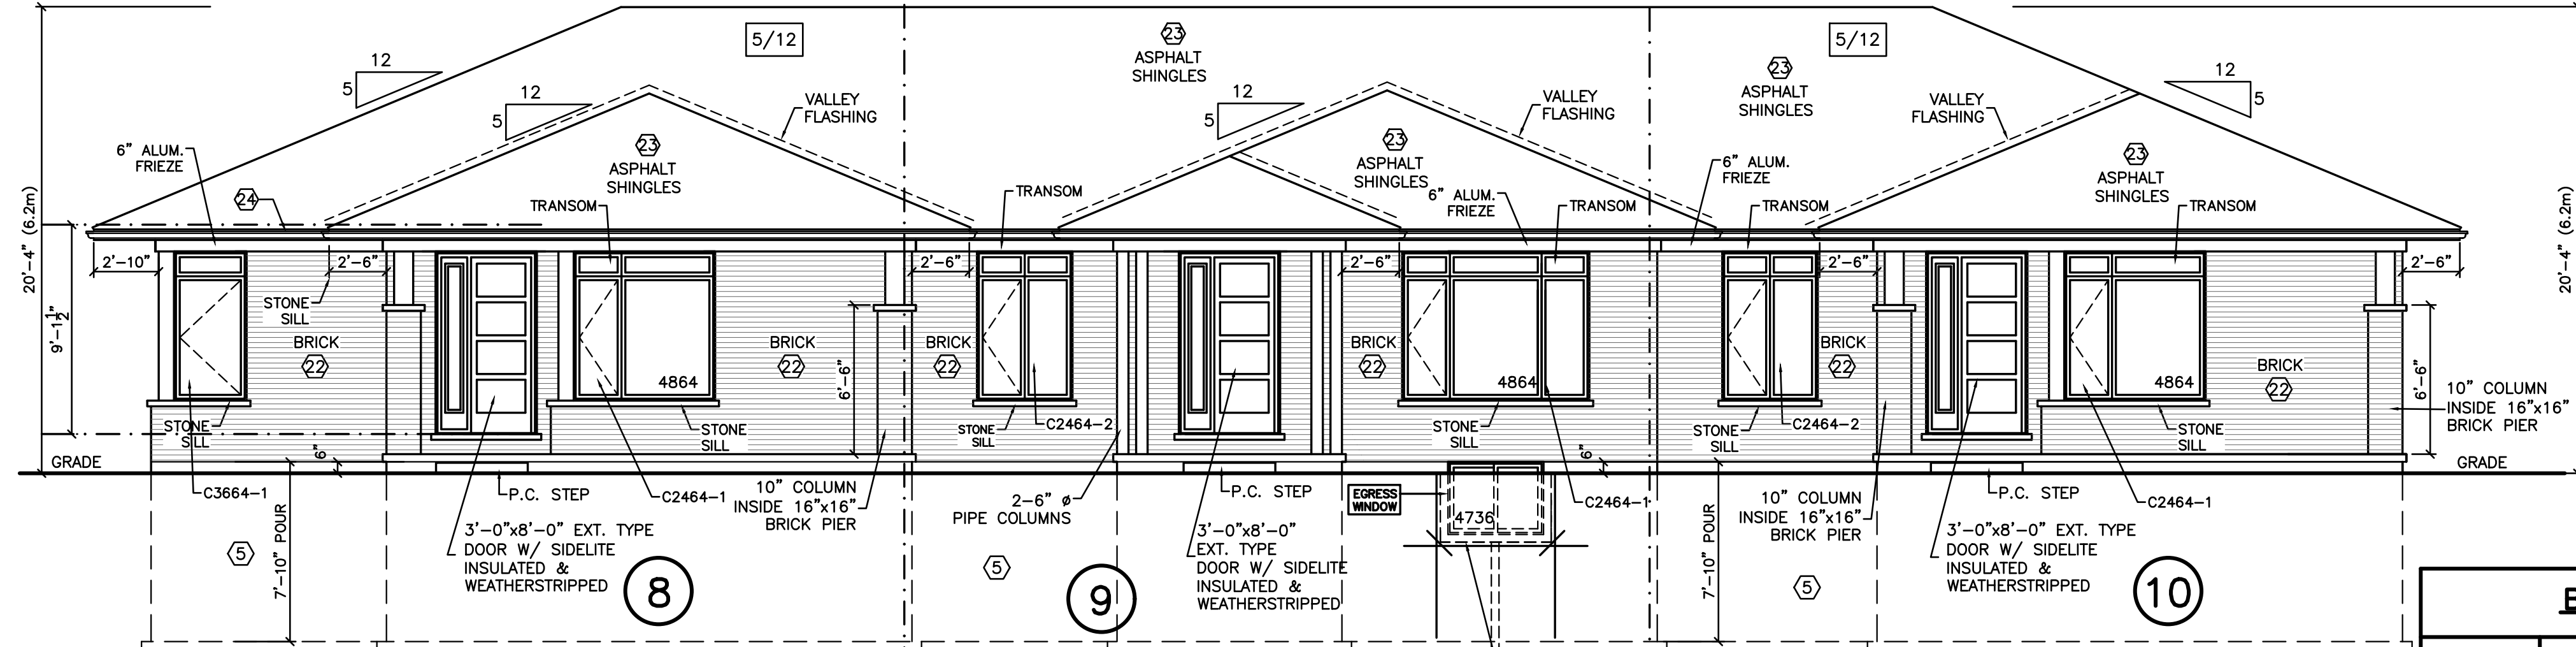 5/12
5/12
12
5
12
5
12
5
12
5
23
ASPHALT
SHINGLES
23
ASPHALT
SHINGLES
VALLEY
FLASHING
VALLEY
FLASHING
VALLEY
FLASHING
6" ALUM.
FRIEZE
23
ASPHALT
SHINGLES
23
ASPHALT
SHINGLES
23
ASPHALT
SHINGLES
6" ALUM.
FRIEZE
6" ALUM.
FRIEZE
24
TRANSOM
TRANSOM
TRANSOM
TRANSOM
TRANSOM
20'-4" (6.2m)
20'-4" (6.2m)
9'-1 1/2"
2'-10"
2'-6"
2'-6"
2'-6"
2'-6"
2'-6"
STONE
SILL
BRICK
22
BRICK
22
BRICK
22
BRICK
22
BRICK
22
BRICK
22
6'-6"
6'-6"
4864
4864
4864
10" COLUMN
INSIDE 16"x16"
BRICK PIER
STONE
SILL
STONE
SILL
STONE
SILL
C2464-2
STONE
SILL
STONE
SILL
C2464-2
STONE
SILL
6"
6"
GRADE
GRADE
C3664-1
P.C. STEP
C2464-1
10" COLUMN
INSIDE 16"x16"
BRICK PIER
2-6" ø
PIPE COLUMNS
P.C. STEP
EGRESS
WINDOW
4736
C2464-1
10" COLUMN
INSIDE 16"x16"
BRICK PIER
P.C. STEP
C2464-1
7'-10" POUR
7'-10" POUR
3'-0"x8'-0" EXT. TYPE
DOOR W/ SIDELITE
INSULATED &
WEATHERSTRIPPED
3'-0"x8'-0"
EXT. TYPE
DOOR W/ SIDELITE
INSULATED &
WEATHERSTRIPPED
3'-0"x8'-0" EXT. TYPE
DOOR W/ SIDELITE
INSULATED &
WEATHERSTRIPPED
5
8
5
9
5
10